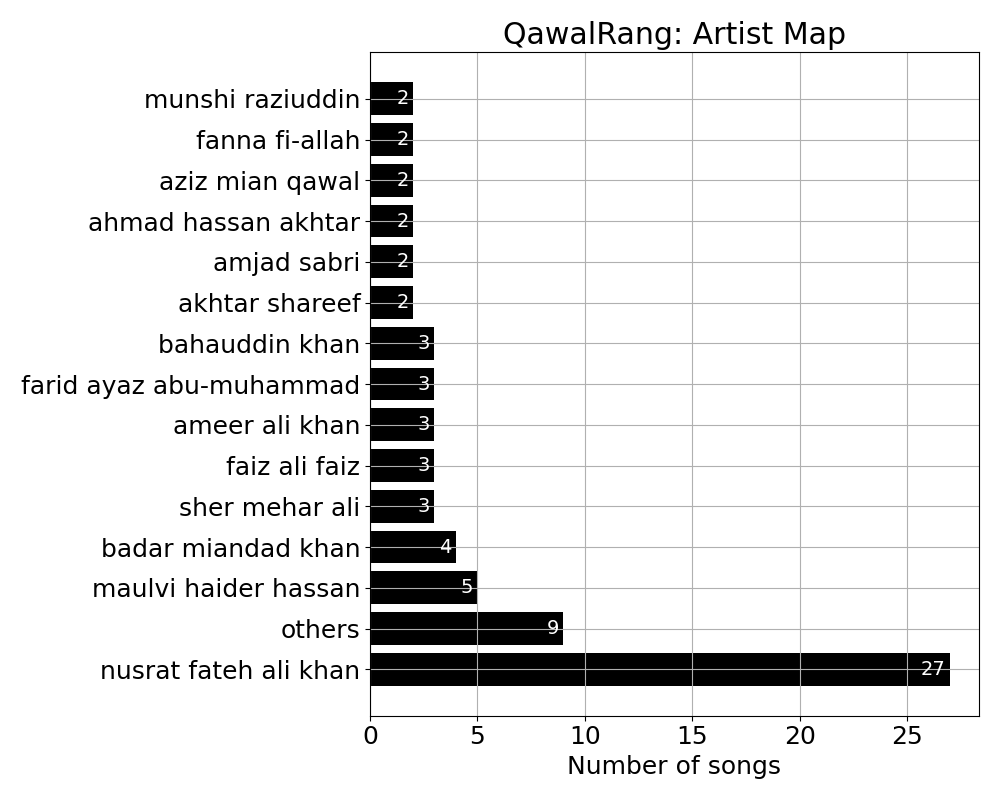 QawalRang: Artist Map
munshi raziuddin 2
fanna fi-allah 2
aziz mian qawal 2
ahmad hassan akhtar 2
amjad sabri 2
akhtar shareef 2
bahauddin khan 3
farid ayaz abu-muhammad 3
ameer ali khan 3
faiz ali faiz 3
sher mehar ali 3
badar miandad khan 4
maulvi haider hassan 5
others 9
nusrat fateh ali khan 27
0 5 10 15 20 25
Number of songs